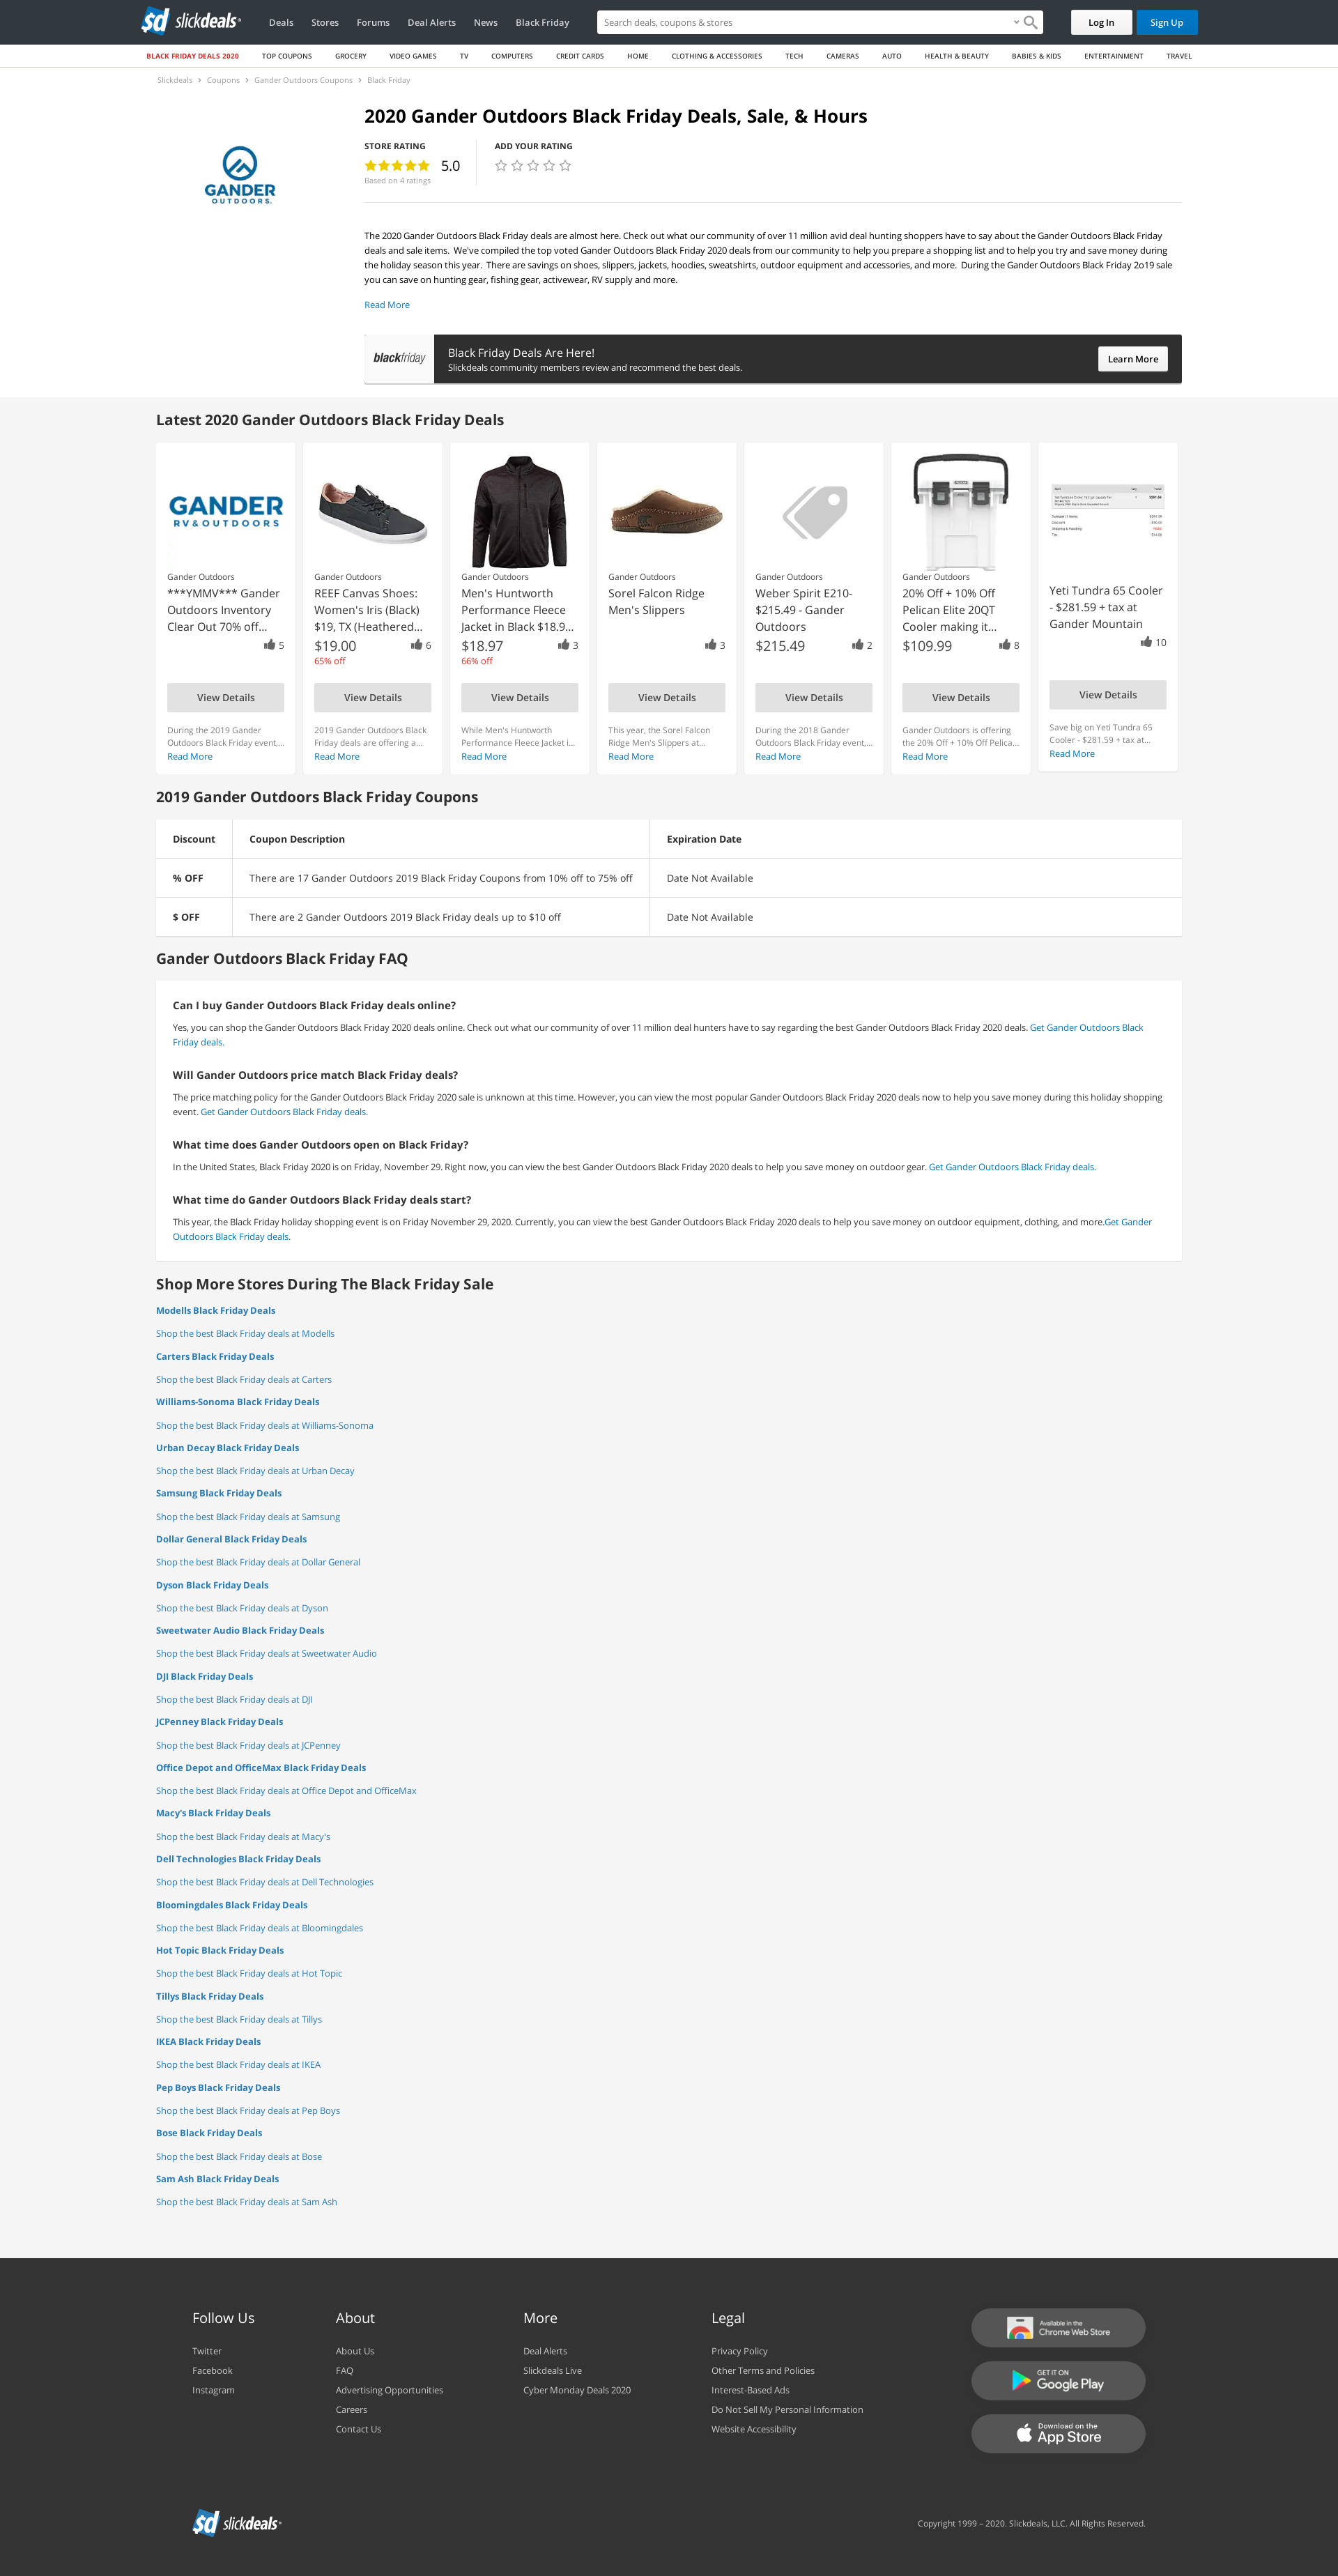 sd slickdeals®
Deals Stores Forums Deal Alerts News Black Friday
Search deals, coupons & stores
Log In
Sign Up
BLACK FRIDAY DEALS 2020 TOP COUPONS GROCERY VIDEO GAMES TV COMPUTERS CREDIT CARDS HOME CLOTHING & ACCESSORIES TECH CAMERAS AUTO HEALTH & BEAUTY BABIES & KIDS ENTERTAINMENT TRAVEL
Slickdeals › Coupons › Gander Outdoors Coupons › Black Friday
GANDER
OUTDOORS.
2020 Gander Outdoors Black Friday Deals, Sale, & Hours
STORE RATING
5.0
Based on 4 ratings
ADD YOUR RATING
The 2020 Gander Outdoors Black Friday deals are almost here. Check out what our community of over 11 million avid deal hunting shoppers have to say about the Gander Outdoors Black Friday
deals and sale items. We've compiled the top voted Gander Outdoors Black Friday 2020 deals from our community to help you prepare a shopping list and to help you try and save money during
the holiday season this year. There are savings on shoes, slippers, jackets, hoodies, sweatshirts, outdoor equipment and accessories, and more. During the Gander Outdoors Black Friday 2o19 sale
you can save on hunting gear, fishing gear, activewear, RV supply and more.
Read More
blackfriday
Black Friday Deals Are Here!
Slickdeals community members review and recommend the best deals.
Learn More
Latest 2020 Gander Outdoors Black Friday Deals
GANDER
RV & OUTDOORS
Gander Outdoors
***YMMV*** Gander
Outdoors Inventory
Clear Out 70% off...
5
View Details
During the 2019 Gander
Outdoors Black Friday event,...
Read More
Gander Outdoors
REEF Canvas Shoes:
Women's Iris (Black)
$19, TX (Heathered...
$19.00
6
65% off
View Details
2019 Gander Outdoors Black
Friday deals are offering a...
Read More
Gander Outdoors
Men's Huntworth
Performance Fleece
Jacket in Black $18.9...
$18.97
3
66% off
View Details
While Men's Huntworth
Performance Fleece Jacket i...
Read More
Gander Outdoors
Sorel Falcon Ridge
Men's Slippers
3
View Details
This year, the Sorel Falcon
Ridge Men's Slippers at...
Read More
Gander Outdoors
Weber Spirit E210-
$215.49 - Gander
Outdoors
$215.49
2
View Details
During the 2018 Gander
Outdoors Black Friday event,...
Read More
Gander Outdoors
20% Off + 10% Off
Pelican Elite 20QT
Cooler making it...
$109.99
8
View Details
Gander Outdoors is offering
the 20% Off + 10% Off Pelica...
Read More
Yeti Tundra 65 Cooler
- $281.59 + tax at
Gander Mountain
10
View Details
Save big on Yeti Tundra 65
Cooler - $281.59 + tax at...
Read More
2019 Gander Outdoors Black Friday Coupons
Discount Coupon Description Expiration Date
% OFF There are 17 Gander Outdoors 2019 Black Friday Coupons from 10% off to 75% off Date Not Available
$ OFF There are 2 Gander Outdoors 2019 Black Friday deals up to $10 off Date Not Available
Gander Outdoors Black Friday FAQ
Can I buy Gander Outdoors Black Friday deals online?
Yes, you can shop the Gander Outdoors Black Friday 2020 deals online. Check out what our community of over 11 million deal hunters have to say regarding the best Gander Outdoors Black Friday 2020 deals. Get Gander Outdoors Black
Friday deals.
Will Gander Outdoors price match Black Friday deals?
The price matching policy for the Gander Outdoors Black Friday 2020 sale is unknown at this time. However, you can view the most popular Gander Outdoors Black Friday 2020 deals now to help you save money during this holiday shopping
event. Get Gander Outdoors Black Friday deals.
What time does Gander Outdoors open on Black Friday?
In the United States, Black Friday 2020 is on Friday, November 29. Right now, you can view the best Gander Outdoors Black Friday 2020 deals to help you save money on outdoor gear. Get Gander Outdoors Black Friday deals.
What time do Gander Outdoors Black Friday deals start?
This year, the Black Friday holiday shopping event is on Friday November 29, 2020. Currently, you can view the best Gander Outdoors Black Friday 2020 deals to help you save money on outdoor equipment, clothing, and more.Get Gander
Outdoors Black Friday deals.
Shop More Stores During The Black Friday Sale
Modells Black Friday Deals
Shop the best Black Friday deals at Modells
Carters Black Friday Deals
Shop the best Black Friday deals at Carters
Williams-Sonoma Black Friday Deals
Shop the best Black Friday deals at Williams-Sonoma
Urban Decay Black Friday Deals
Shop the best Black Friday deals at Urban Decay
Samsung Black Friday Deals
Shop the best Black Friday deals at Samsung
Dollar General Black Friday Deals
Shop the best Black Friday deals at Dollar General
Dyson Black Friday Deals
Shop the best Black Friday deals at Dyson
Sweetwater Audio Black Friday Deals
Shop the best Black Friday deals at Sweetwater Audio
DJI Black Friday Deals
Shop the best Black Friday deals at DJI
JCPenney Black Friday Deals
Shop the best Black Friday deals at JCPenney
Office Depot and OfficeMax Black Friday Deals
Shop the best Black Friday deals at Office Depot and OfficeMax
Macy's Black Friday Deals
Shop the best Black Friday deals at Macy's
Dell Technologies Black Friday Deals
Shop the best Black Friday deals at Dell Technologies
Bloomingdales Black Friday Deals
Shop the best Black Friday deals at Bloomingdales
Hot Topic Black Friday Deals
Shop the best Black Friday deals at Hot Topic
Tillys Black Friday Deals
Shop the best Black Friday deals at Tillys
IKEA Black Friday Deals
Shop the best Black Friday deals at IKEA
Pep Boys Black Friday Deals
Shop the best Black Friday deals at Pep Boys
Bose Black Friday Deals
Shop the best Black Friday deals at Bose
Sam Ash Black Friday Deals
Shop the best Black Friday deals at Sam Ash
Follow Us
Twitter
Facebook
Instagram
About
About Us
FAQ
Advertising Opportunities
Careers
Contact Us
More
Deal Alerts
Slickdeals Live
Cyber Monday Deals 2020
Legal
Privacy Policy
Other Terms and Policies
Interest-Based Ads
Do Not Sell My Personal Information
Website Accessibility
Available in the
Chrome Web Store
GET IT ON
Google Play
Download on the
App Store
sd slickdeals®
Copyright 1999 – 2020. Slickdeals, LLC. All Rights Reserved.